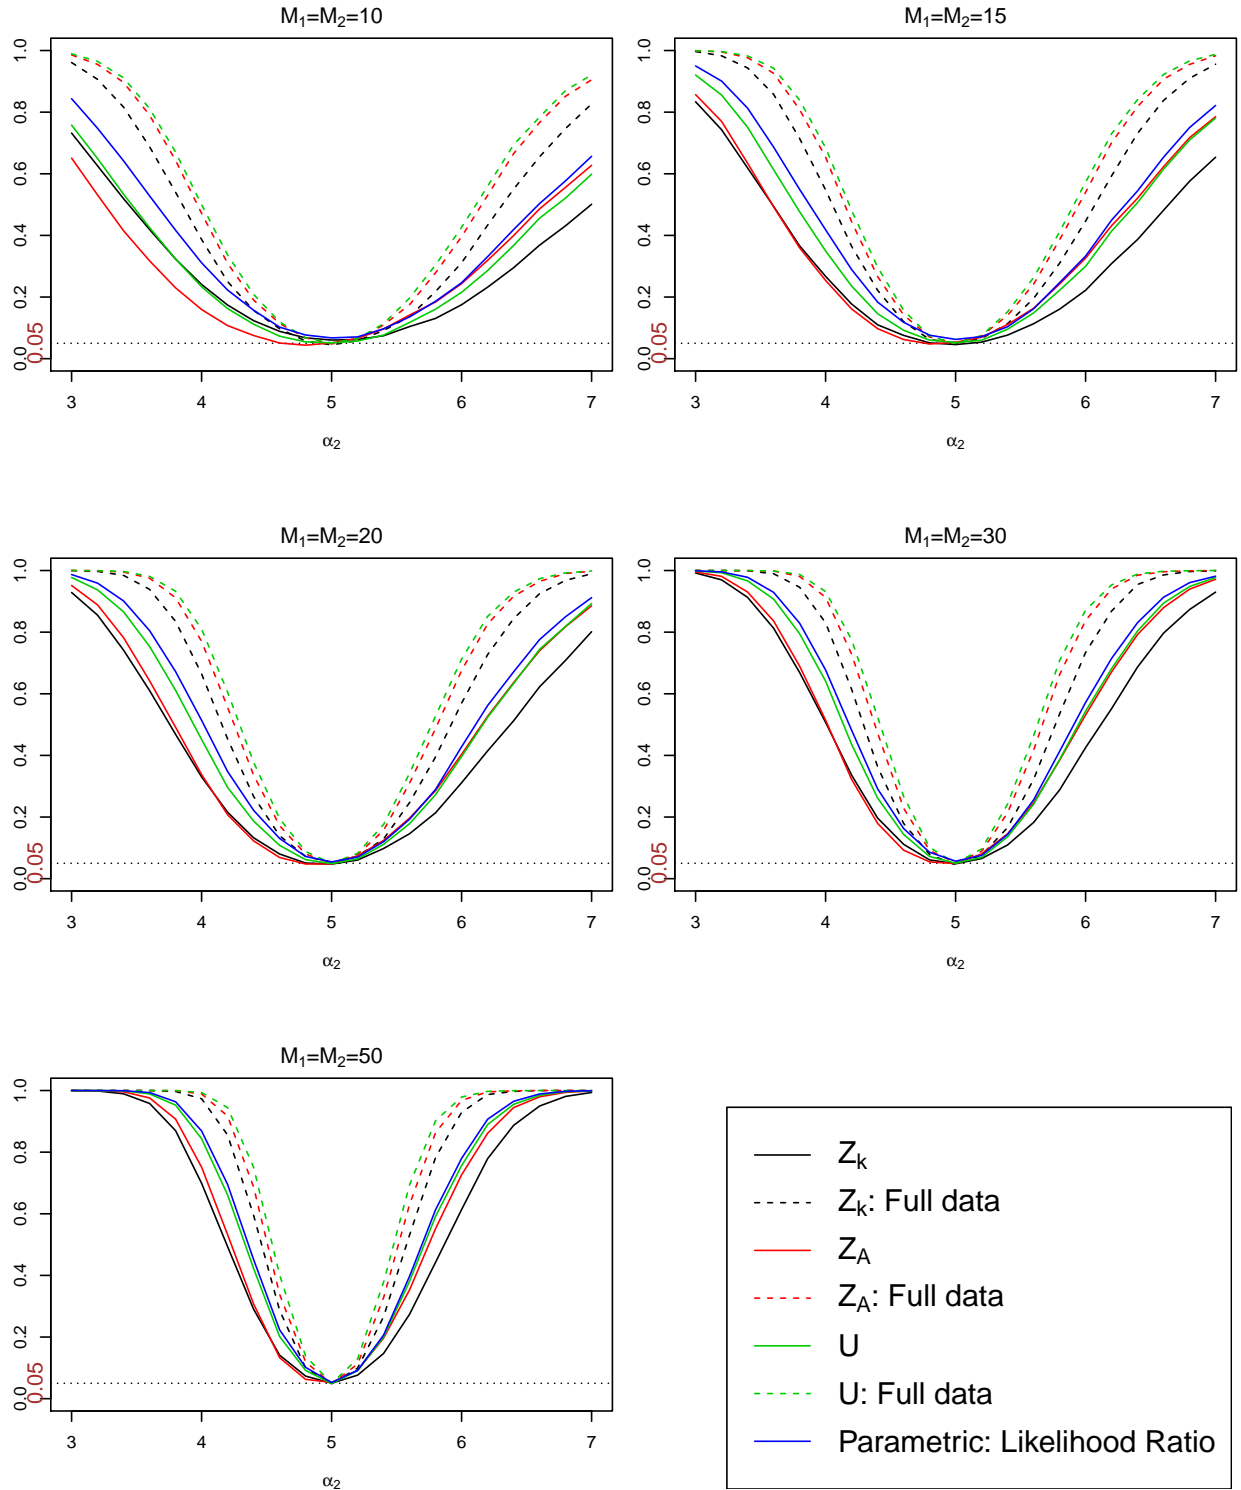 M₁=M₂=10
1.0
0.8
0.6
0.4
0.2
0.0
0.05
3 4 5 6 7
α₂
M₁=M₂=15
1.0
0.8
0.6
0.4
0.2
0.0
0.05
3 4 5 6 7
α₂
M₁=M₂=20
1.0
0.8
0.6
0.4
0.2
0.0
0.05
3 4 5 6 7
α₂
M₁=M₂=30
1.0
0.8
0.6
0.4
0.2
0.0
0.05
3 4 5 6 7
α₂
M₁=M₂=50
1.0
0.8
0.6
0.4
0.2
0.0
0.05
3 4 5 6 7
α₂
Zₖ
Zₖ: Full data
Z_A
Z_A: Full data
U
U: Full data
Parametric: Likelihood Ratio